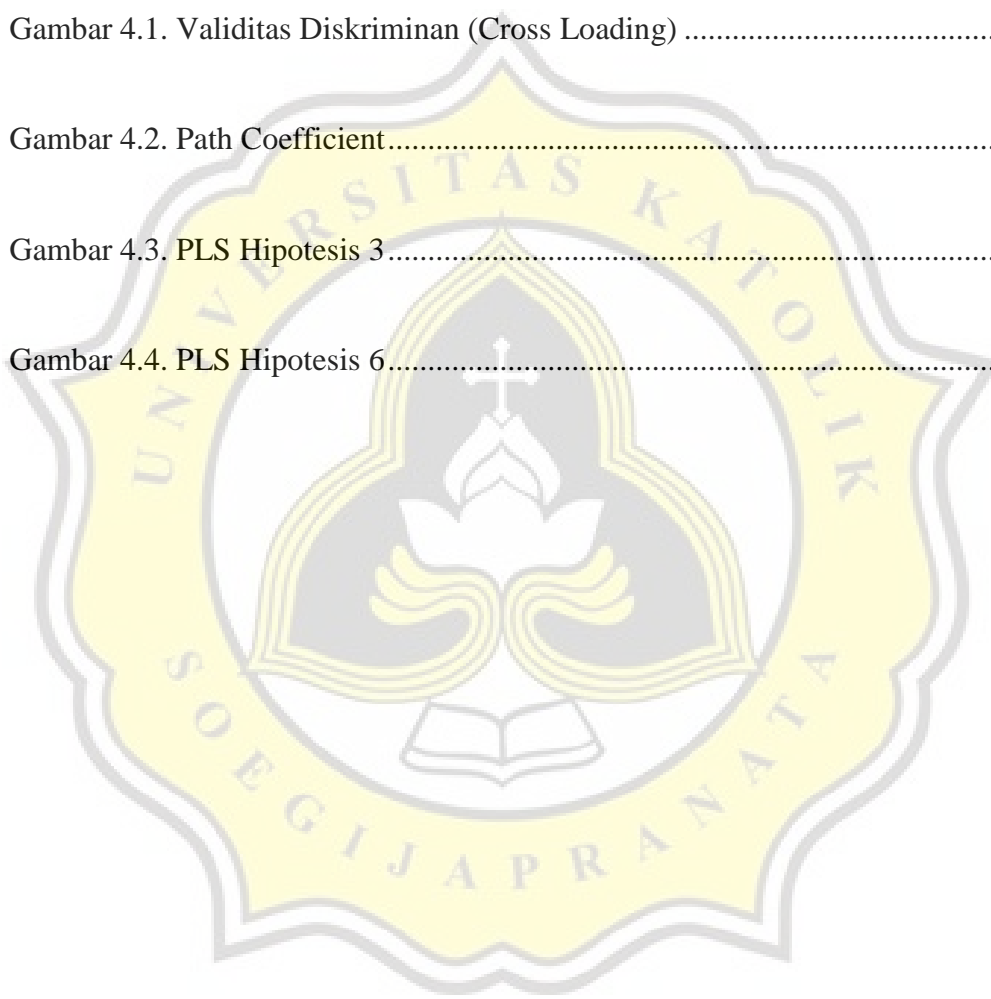 Gambar 4.1. Validitas Diskriminan (Cross Loading) ......................................
Gambar 4.2. Path Coefficient...........................................................................
Gambar 4.3. PLS Hipotesis 3...........................................................................
Gambar 4.4. PLS Hipotesis 6...........................................................................
UNIVERSITAS KATOLIK
SOEGIJAPRANATA